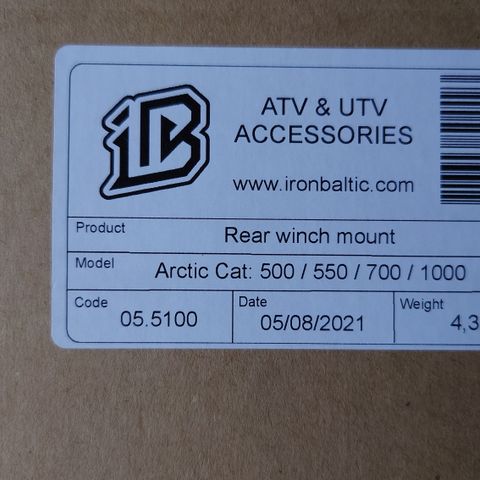 iB
ATV & UTV
ACCESSORIES
www.ironbaltic.com
Product
Rear winch mount
Model
Arctic Cat: 500 / 550 / 700 / 1000
Code
05.5100
Date
05/08/2021
Weight
4,3